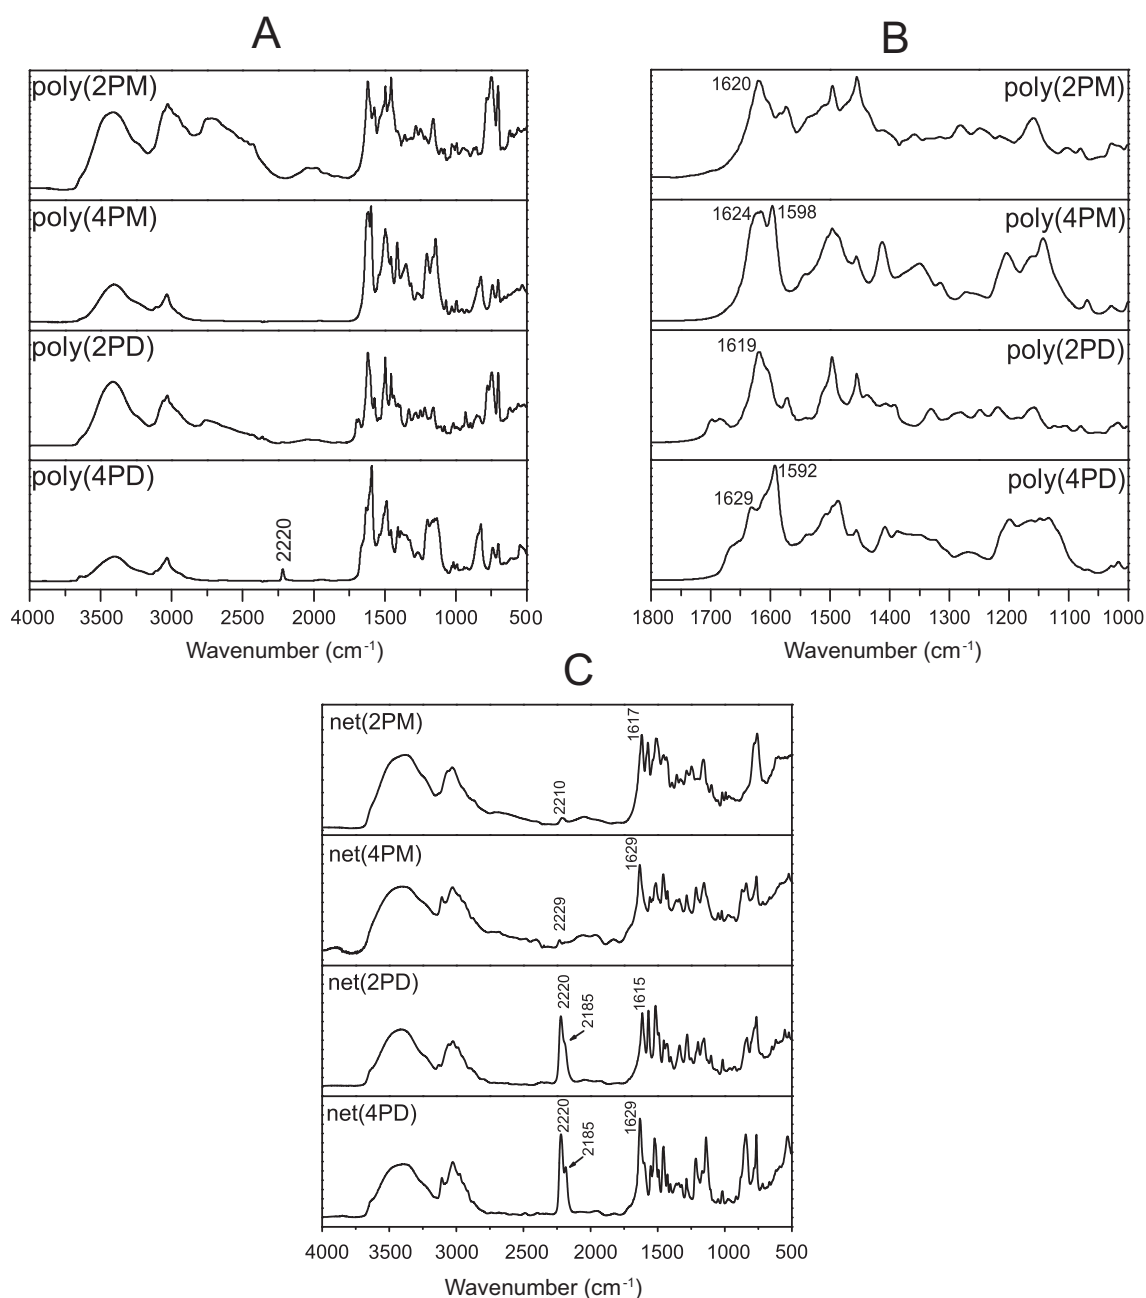 A
poly(2PM)
poly(4PM)
poly(2PD)
poly(4PD)
2220
4000 3500 3000 2500 2000 1500 1000 500
Wavenumber (cm-1)
B
1620
poly(2PM)
1624 1598
poly(4PM)
1619
poly(2PD)
1629 1592
poly(4PD)
1800 1700 1600 1500 1400 1300 1200 1100 1000
Wavenumber (cm-1)
C
net(2PM)
2210
1617
net(4PM)
2229
1629
net(2PD)
2220
2185
1615
net(4PD)
2220
2185
1629
4000 3500 3000 2500 2000 1500 1000 500
Wavenumber (cm-1)